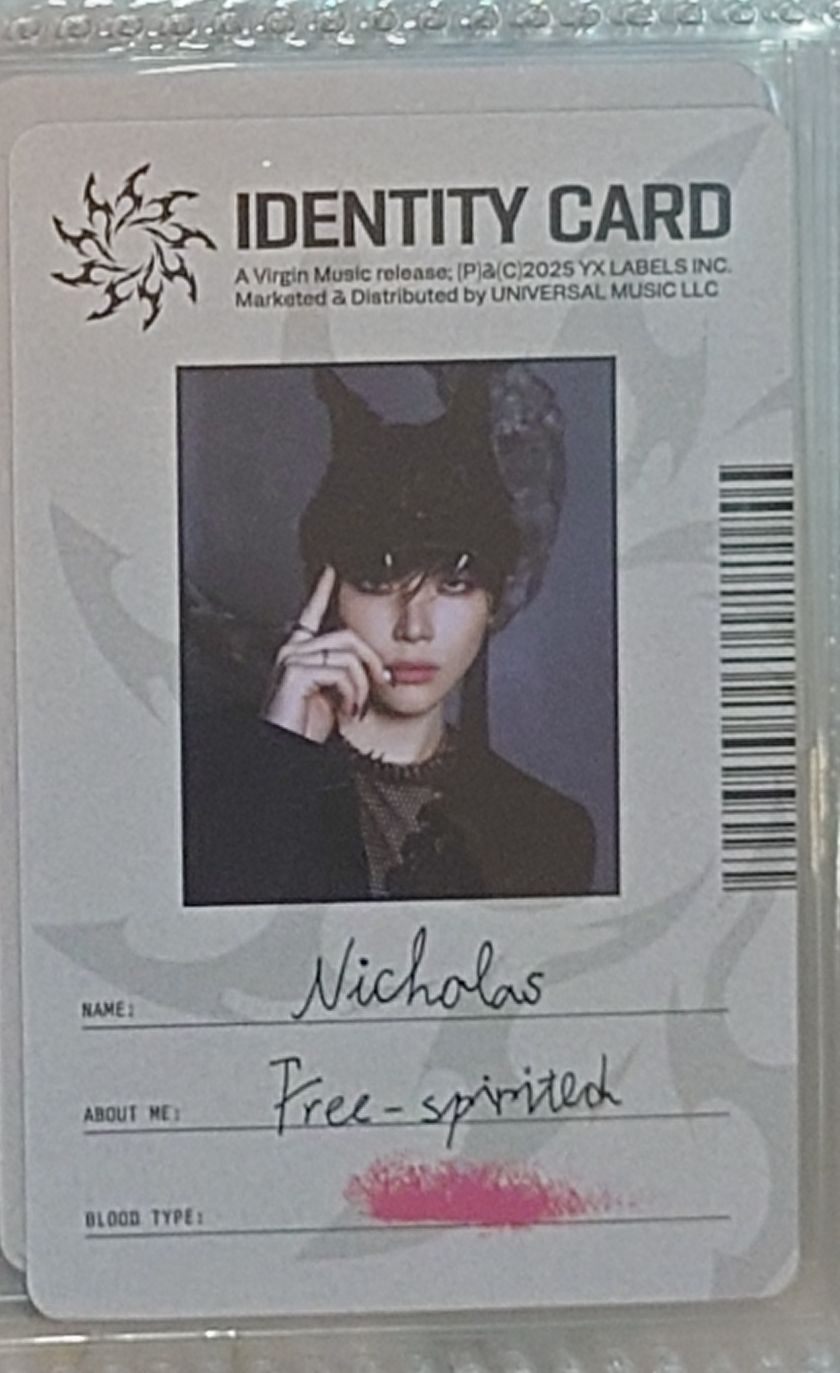 IDENTITY CARD
A Virgin Music release; (P)&(C)2025 YX LABELS INC.
Marketed & Distributed by UNIVERSAL MUSIC LLC
NAME: Nicholas
ABOUT ME: Free-spirited
BLOOD TYPE: